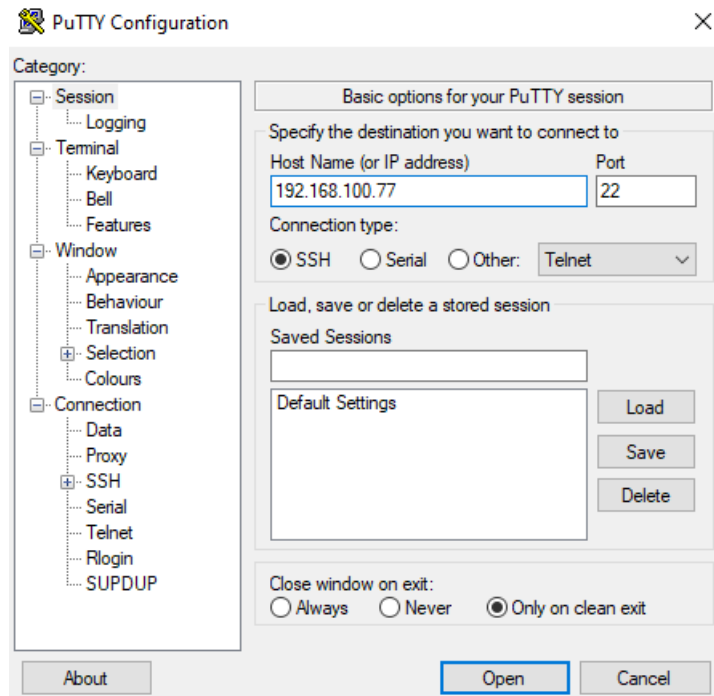 PuTTY Configuration
Category:
Session
Logging
Terminal
Keyboard
Bell
Features
Window
Appearance
Behaviour
Translation
Selection
Colours
Connection
Data
Proxy
SSH
Serial
Telnet
Rlogin
SUPDUP
Basic options for your PuTTY session
Specify the destination you want to connect to
Host Name (or IP address) Port
192.168.100.77 22
Connection type:
SSH Serial Other: Telnet
Load, save or delete a stored session
Saved Sessions
Default Settings
Load
Save
Delete
Close window on exit:
Always Never Only on clean exit
About Open Cancel